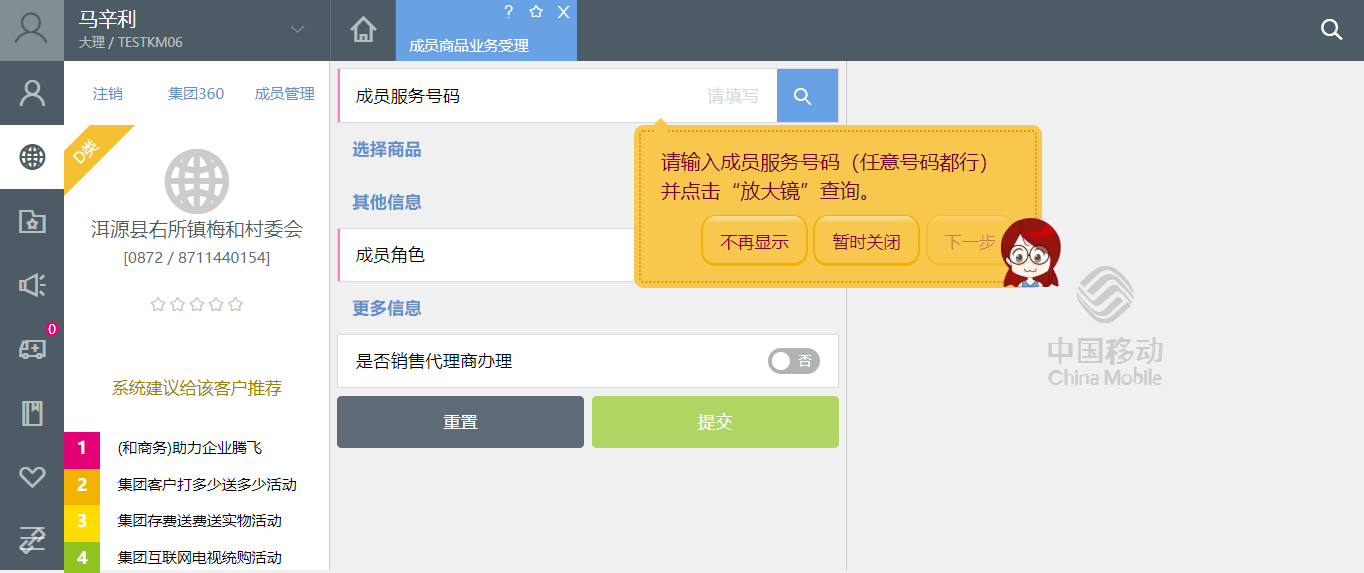 马辛利
大理 / TESTKM06
? X
成员商品业务受理
注销 集团360 成员管理
D类
洱源县右所镇梅和村委会
[0872 / 8711440154]
0
系统建议给该客户推荐
1 (和商务)助力企业腾飞
2 集团客户打多少送多少活动
3 集团存费送费送实物活动
4 集团互联网电视统购活动
成员服务号码 请填写
选择商品
其他信息
成员角色
更多信息
是否销售代理商办理 否
重置 提交
请输入成员服务号码（任意号码都行）
并点击“放大镜”查询。
不再显示 暂时关闭 下一步
中国移动
China Mobile